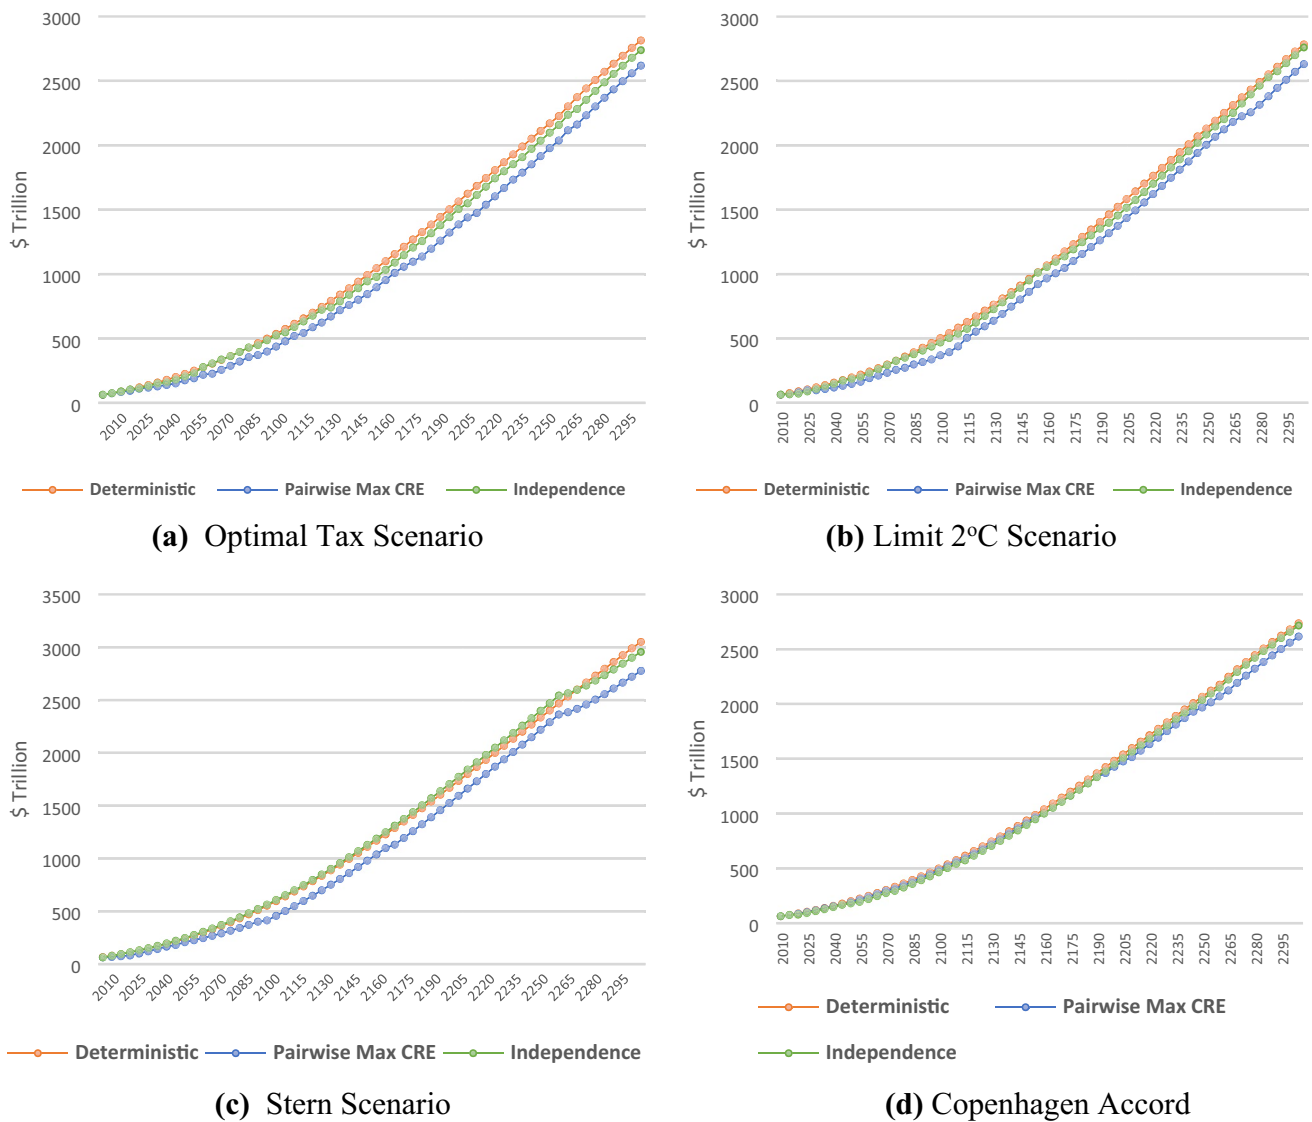 3000
2500
2000
1500
1000
500
0
$ Trillion
2010 2025 2040 2055 2070 2085 2100 2115 2130 2145 2160 2175 2190 2205 2220 2235 2250 2265 2280 2295
Deterministic Pairwise Max CRE Independence
(a) Optimal Tax Scenario
3000
2500
2000
1500
1000
500
0
$ Trillion
2010 2025 2040 2055 2070 2085 2100 2115 2130 2145 2160 2175 2190 2205 2220 2235 2250 2265 2280 2295
Deterministic Pairwise Max CRE Independence
(b) Limit 2°C Scenario
3500
3000
2500
2000
1500
1000
500
0
$ Trillion
2010 2025 2040 2055 2070 2085 2100 2115 2130 2145 2160 2175 2190 2205 2220 2235 2250 2265 2280 2295
Deterministic Pairwise Max CRE Independence
(c) Stern Scenario
3000
2500
2000
1500
1000
500
0
$ Trillion
2010 2025 2040 2055 2070 2085 2100 2115 2130 2145 2160 2175 2190 2205 2220 2235 2250 2265 2280 2295
Deterministic Pairwise Max CRE
Independence
(d) Copenhagen Accord